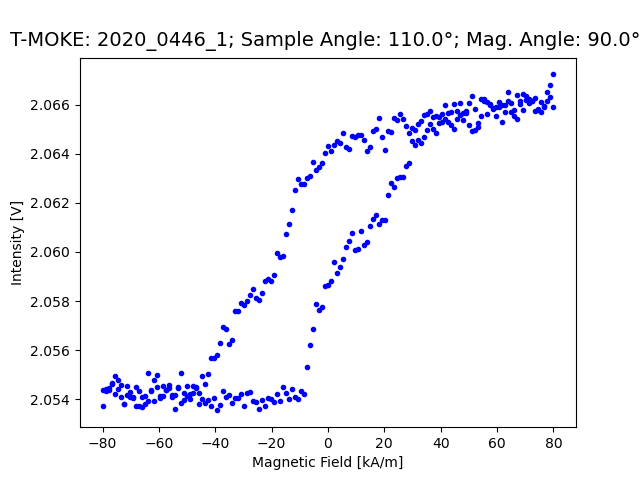 T-MOKE: 2020_0446_1; Sample Angle: 110.0°; Mag. Angle: 90.0°
2.066
2.064
2.062
2.060
2.058
2.056
2.054
Intensity [V]
−80 −60 −40 −20 0 20 40 60 80
Magnetic Field [kA/m]